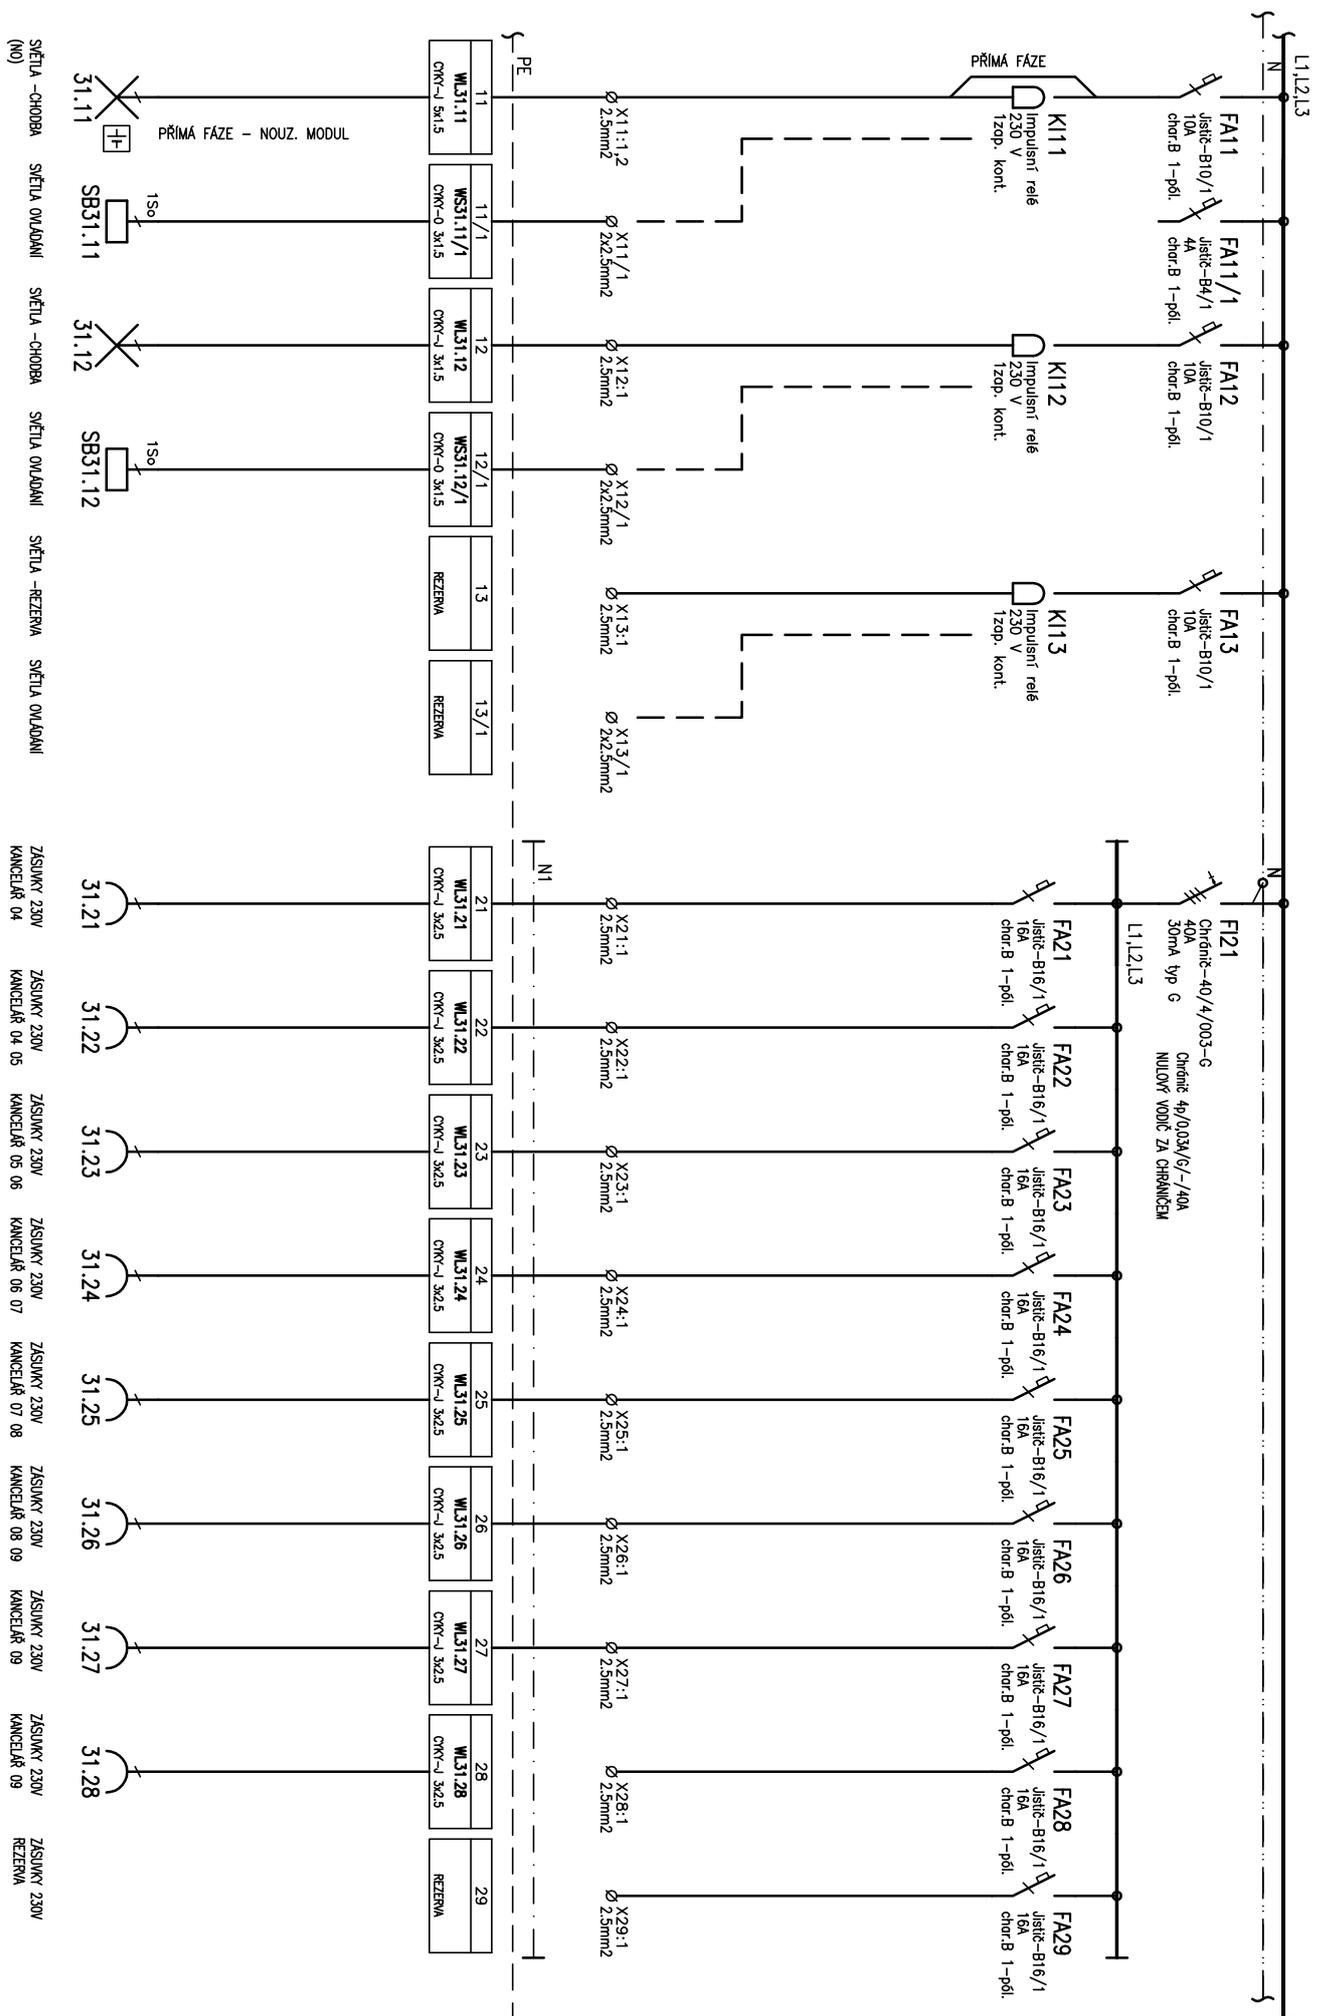 L1,L2,L3
N
FA11
Jistič-B10/1
10A
char.B 1-pól.
FA11/1
Jistič-B4/1
4A
char.B 1-pól.
FA12
Jistič-B10/1
10A
char.B 1-pól.
FA13
Jistič-B10/1
10A
char.B 1-pól.
N
FI21
Chránič-40/4/003-G
40A
30mA typ G
Chránič 4p/0,03A/G/-/40A
NULOVÝ VODIČ ZA CHRÁNIČEM
L1,L2,L3
PŘÍMÁ FÁZE
KI11
Impulsní relé
230 V
1zap. kont.
KI12
Impulsní relé
230 V
1zap. kont.
KI13
Impulsní relé
230 V
1zap. kont.
FA21
Jistič-B16/1
16A
char.B 1-pól.
FA22
Jistič-B16/1
16A
char.B 1-pól.
FA23
Jistič-B16/1
16A
char.B 1-pól.
FA24
Jistič-B16/1
16A
char.B 1-pól.
FA25
Jistič-B16/1
16A
char.B 1-pól.
FA26
Jistič-B16/1
16A
char.B 1-pól.
FA27
Jistič-B16/1
16A
char.B 1-pól.
FA28
Jistič-B16/1
16A
char.B 1-pól.
FA29
Jistič-B16/1
16A
char.B 1-pól.
X11:1,2
2.5mm2
X11/1
2x2.5mm2
X12:1
2.5mm2
X12/1
2x2.5mm2
X13:1
2.5mm2
X13/1
2x2.5mm2
X21:1
2.5mm2
X22:1
2.5mm2
X23:1
2.5mm2
X24:1
2.5mm2
X25:1
2.5mm2
X26:1
2.5mm2
X27:1
2.5mm2
X28:1
2.5mm2
X29:1
2.5mm2
PE
N1
11
WL31.11
CYKY-J 5x1.5
11/1
WS31.11/1
CYKY-O 3x1.5
12
WL31.12
CYKY-J 3x1.5
12/1
WS31.12/1
CYKY-O 3x1.5
13
REZERVA
13/1
REZERVA
21
WL31.21
CYKY-J 3x2.5
22
WL31.22
CYKY-J 3x2.5
23
WL31.23
CYKY-J 3x2.5
24
WL31.24
CYKY-J 3x2.5
25
WL31.25
CYKY-J 3x2.5
26
WL31.26
CYKY-J 3x2.5
27
WL31.27
CYKY-J 3x2.5
28
WL31.28
CYKY-J 3x2.5
29
REZERVA
PŘÍMÁ FÁZE - NOUZ. MODUL
31.11
1So
SB31.11
31.12
1So
SB31.12
31.21
31.22
31.23
31.24
31.25
31.26
31.27
31.28
SVĚTLA -CHODBA
(NO)
SVĚTLA OVLÁDÁNÍ
SVĚTLA -CHODBA
SVĚTLA OVLÁDÁNÍ
SVĚTLA -REZERVA
SVĚTLA OVLÁDÁNÍ
ZÁSUVKY 230V
KANCELÁŘ 04
ZÁSUVKY 230V
KANCELÁŘ 04 05
ZÁSUVKY 230V
KANCELÁŘ 05 06
ZÁSUVKY 230V
KANCELÁŘ 06 07
ZÁSUVKY 230V
KANCELÁŘ 07 08
ZÁSUVKY 230V
KANCELÁŘ 08 09
ZÁSUVKY 230V
KANCELÁŘ 09
ZÁSUVKY 230V
KANCELÁŘ 09
ZÁSUVKY 230V
REZERVA